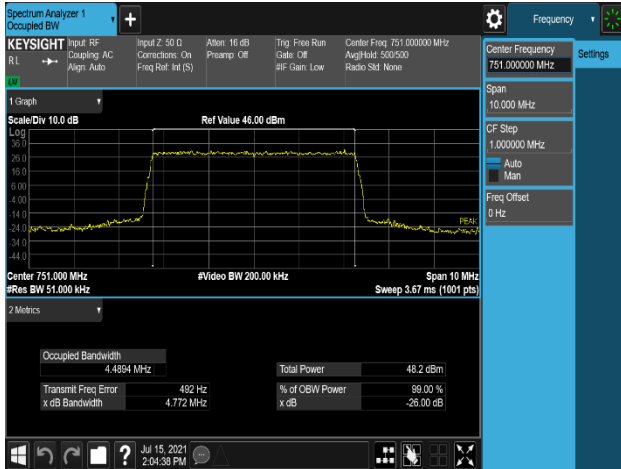 Spectrum Analyzer 1
Occupied BW
KEYSIGHT
R L
Input: RF
Coupling: AC
Align: Auto
Input Z: 50 Ω
Corrections: On
Freq Ref: Int (S)
Atten: 16 dB
Preamp: Off
Trig: Free Run
Gate: Off
#IF Gain: Low
Center Freq: 751.000000 MHz
Avg|Hold: 500/500
Radio Std: None
LXI
1 Graph
Scale/Div 10.0 dB
Ref Value 46.00 dBm
Log
36.0
26.0
16.0
6.00
-4.00
-14.0
-24.0
-34.0
-44.0
PEAK
Center 751.000 MHz
#Video BW 200.00 kHz
Span 10 MHz
#Res BW 51.000 kHz
Sweep 3.67 ms (1001 pts)
2 Metrics
Occupied Bandwidth
4.4894 MHz
Transmit Freq Error 492 Hz
x dB Bandwidth 4.772 MHz
Total Power 48.2 dBm
% of OBW Power 99.00 %
x dB -26.00 dB
?
Jul 15, 2021
2:04:38 PM
Frequency
Settings
Center Frequency
751.000000 MHz
Span
10.000 MHz
CF Step
1.000000 MHz
Auto
Man
Freq Offset
0 Hz